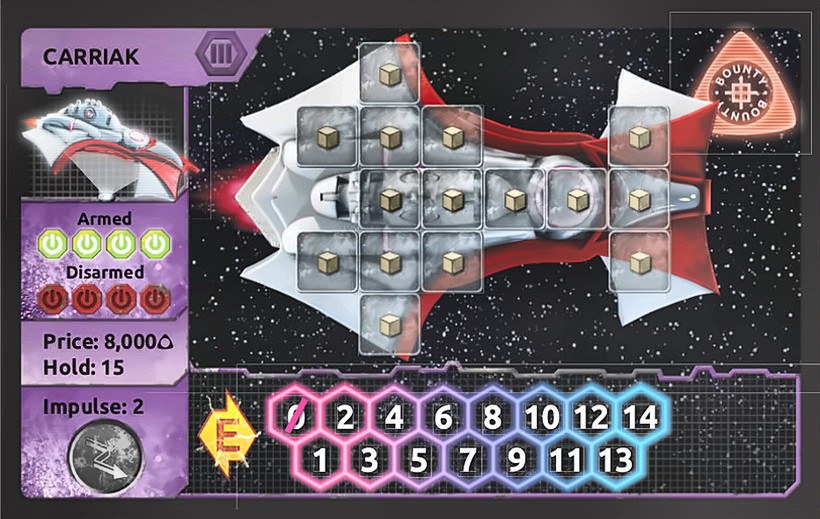 CARRIAK
III
BOUNTY
BOUNTY
Armed
Disarmed
Price: 8,000
Hold: 15
Impulse: 2
E
0 2 4 6 8 10 12 14
1 3 5 7 9 11 13